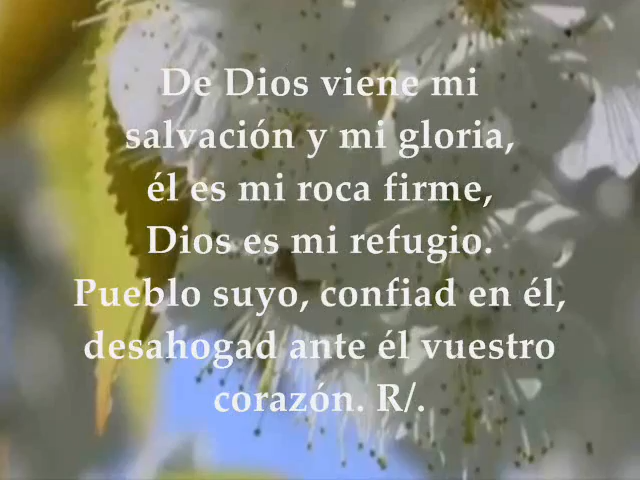 De Dios viene mi
salvación y mi gloria,
él es mi roca firme,
Dios es mi refugio.
Pueblo suyo, confiad en él,
desahogad ante él vuestro
corazón. R/.